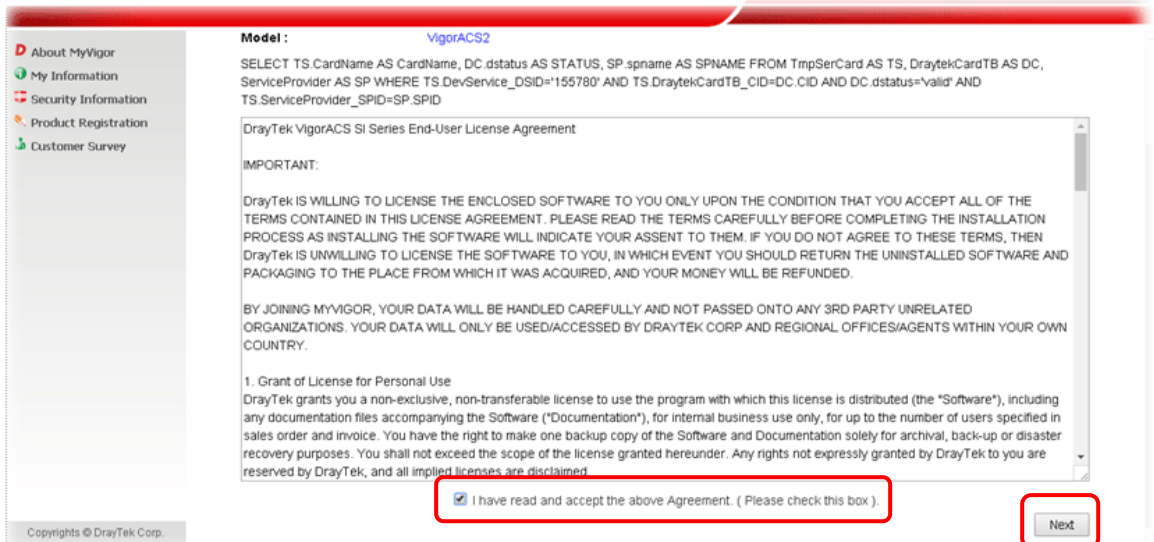 Model : VigorACS2
About MyVigor
My Information
Security Information
Product Registration
Customer Survey
SELECT TS.CardName AS CardName, DC.dstatus AS STATUS, SP.spname AS SPNAME FROM TmpSerCard AS TS, DraytekCardTB AS DC,
ServiceProvider AS SP WHERE TS.DevService_DSID='155780' AND TS.DraytekCardTB_CID=DC.CID AND DC.dstatus='valid' AND
TS.ServiceProvider_SPID=SP.SPID
DrayTek VigorACS SI Series End-User License Agreement
IMPORTANT:
DrayTek IS WILLING TO LICENSE THE ENCLOSED SOFTWARE TO YOU ONLY UPON THE CONDITION THAT YOU ACCEPT ALL OF THE
TERMS CONTAINED IN THIS LICENSE AGREEMENT. PLEASE READ THE TERMS CAREFULLY BEFORE COMPLETING THE INSTALLATION
PROCESS AS INSTALLING THE SOFTWARE WILL INDICATE YOUR ASSENT TO THEM. IF YOU DO NOT AGREE TO THESE TERMS, THEN
DrayTek IS UNWILLING TO LICENSE THE SOFTWARE TO YOU, IN WHICH EVENT YOU SHOULD RETURN THE UNINSTALLED SOFTWARE AND
PACKAGING TO THE PLACE FROM WHICH IT WAS ACQUIRED, AND YOUR MONEY WILL BE REFUNDED.
BY JOINING MYVIGOR, YOUR DATA WILL BE HANDLED CAREFULLY AND NOT PASSED ONTO ANY 3RD PARTY UNRELATED
ORGANIZATIONS. YOUR DATA WILL ONLY BE USED/ACCESSED BY DRAYTEK CORP AND REGIONAL OFFICES/AGENTS WITHIN YOUR OWN
COUNTRY.
1. Grant of License for Personal Use
DrayTek grants you a non-exclusive, non-transferable license to use the program with which this license is distributed (the "Software"), including
any documentation files accompanying the Software ("Documentation"), for internal business use only, for up to the number of users specified in
sales order and invoice. You have the right to make one backup copy of the Software and Documentation solely for archival, back-up or disaster
recovery purposes. You shall not exceed the scope of the license granted hereunder. Any rights not expressly granted by DrayTek to you are
reserved by DrayTek, and all implied licenses are disclaimed.
I have read and accept the above Agreement. ( Please check this box ).
Next
Copyrights © DrayTek Corp.